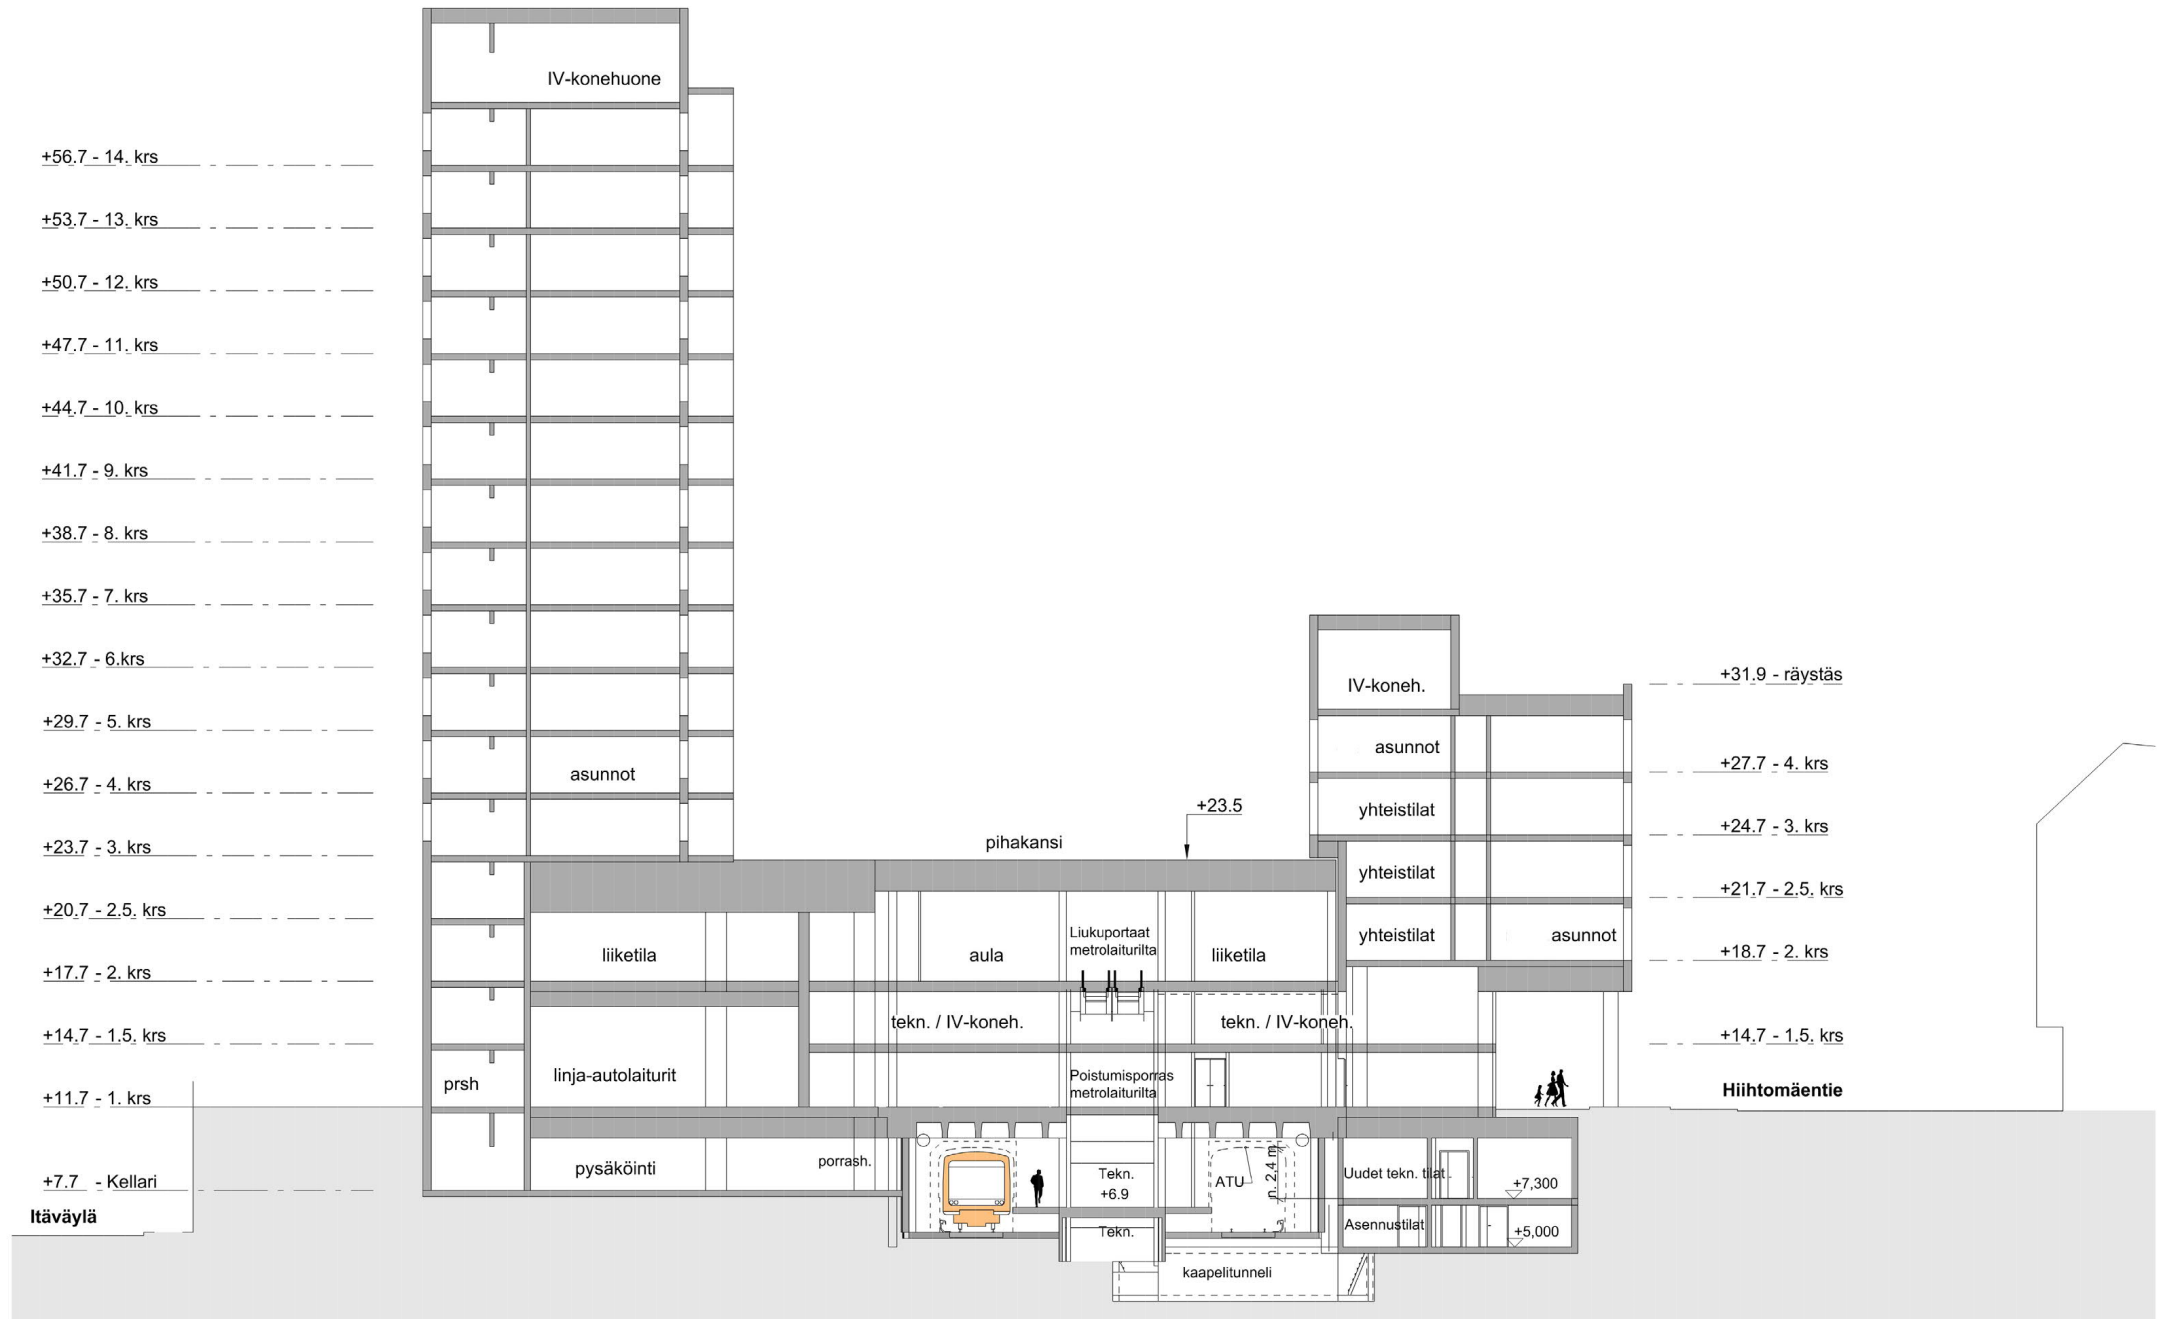 IV-konehuone
+56.7 - 14. krs
+53.7 - 13. krs
+50.7 - 12. krs
+47.7 - 11. krs
+44.7 - 10. krs
+41.7 - 9. krs
+38.7 - 8. krs
+35.7 - 7. krs
+32.7 - 6.krs
+29.7 - 5. krs
+26.7 - 4. krs
+23.7 - 3. krs
+20.7 - 2.5. krs
+17.7 - 2. krs
+14.7 - 1.5. krs
+11.7 - 1. krs
+7.7 - Kellari
Itäväylä
asunnot
prsh
liiketila
linja-autolaiturit
pysäköinti
porrash.
pihakansi
+23.5
aula
Liukuportaat
metrolaiturilta
liiketila
tekn. / IV-koneh.
tekn. / IV-koneh.
Poistumisporras
metrolaiturilta
Tekn.
+6.9
Tekn.
ATU
n. 2,4 m
kaapelitunneli
IV-koneh.
asunnot
yhteistilat
yhteistilat
yhteistilat
asunnot
Uudet tekn. tilat
+7,300
Asennustilat
+5,000
+31.9 - räystäs
+27.7 - 4. krs
+24.7 - 3. krs
+21.7 - 2.5. krs
+18.7 - 2. krs
+14.7 - 1.5. krs
Hiihtomäentie